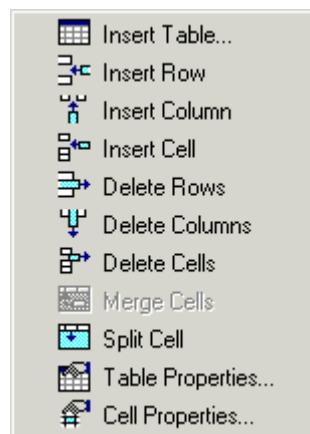 Insert Table...
Insert Row
Insert Column
Insert Cell
Delete Rows
Delete Columns
Delete Cells
Merge Cells
Split Cell
Table Properties...
Cell Properties...